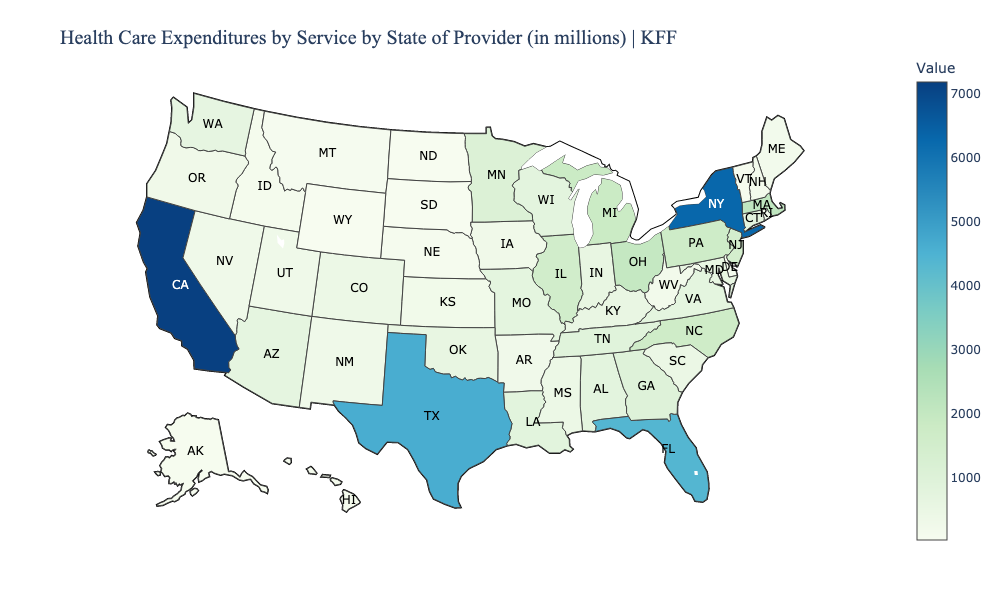 Health Care Expenditures by Service by State of Provider (in millions) | KFF
Value
7000
6000
5000
4000
3000
2000
1000
WA
MT
ND
MN
ME
OR
ID
SD
WI
MI
VT
NH
NY
MA
CT
RI
WY
NV
UT
CO
NE
IA
IL
IN
OH
PA
NJ
MD
DE
WV
VA
CA
KS
MO
KY
AZ
NM
OK
AR
TN
NC
SC
TX
LA
MS
AL
GA
FL
AK
HI